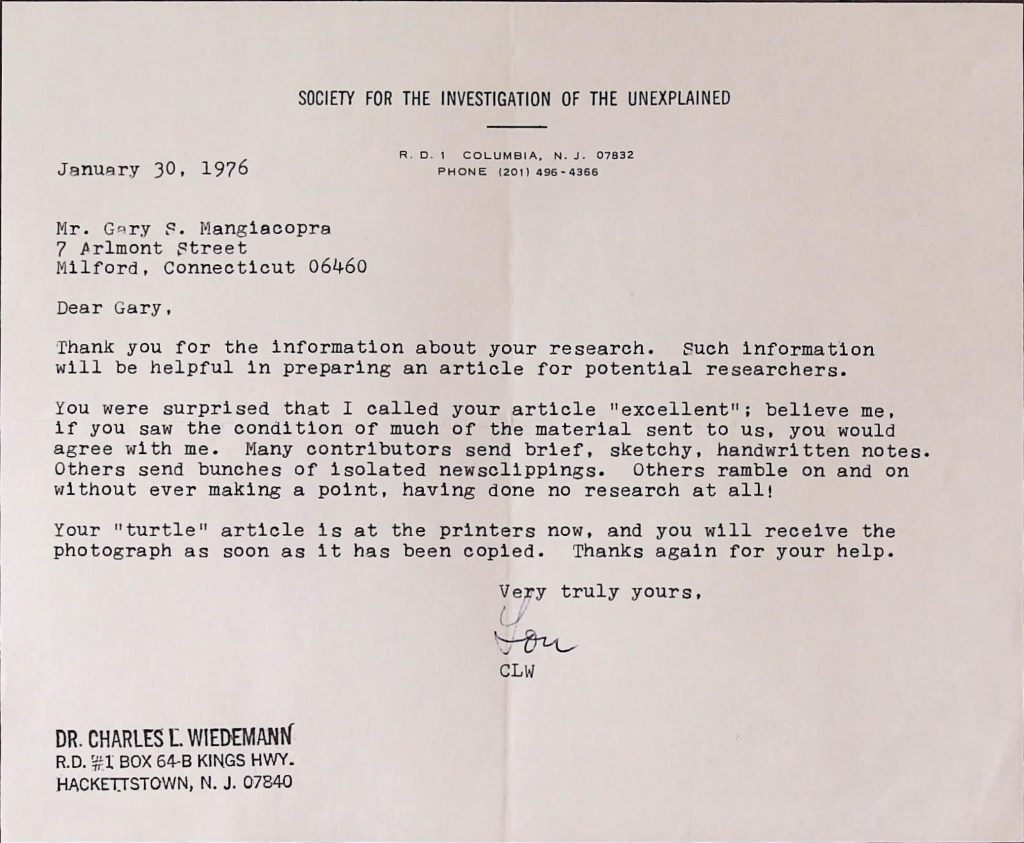 SOCIETY FOR THE INVESTIGATION OF THE UNEXPLAINED
R. D. 1 COLUMBIA, N. J. 07832
PHONE (201) 496-4366
January 30, 1976
Mr. Gary S. Mangiacopra
7 Arlmont Street
Milford, Connecticut 06460
Dear Gary,
Thank you for the information about your research. Such information
will be helpful in preparing an article for potential researchers.
You were surprised that I called your article "excellent"; believe me,
if you saw the condition of much of the material sent to us, you would
agree with me. Many contributors send brief, sketchy, handwritten notes.
Others send bunches of isolated newsclippings. Others ramble on and on
without ever making a point, having done no research at all!
Your "turtle" article is at the printers now, and you will receive the
photograph as soon as it has been copied. Thanks again for your help.
Very truly yours,
CLW
DR. CHARLES L. WIEDEMANN
R.D. #1 BOX 64-B KINGS HWY.
HACKETTSTOWN, N. J. 07840